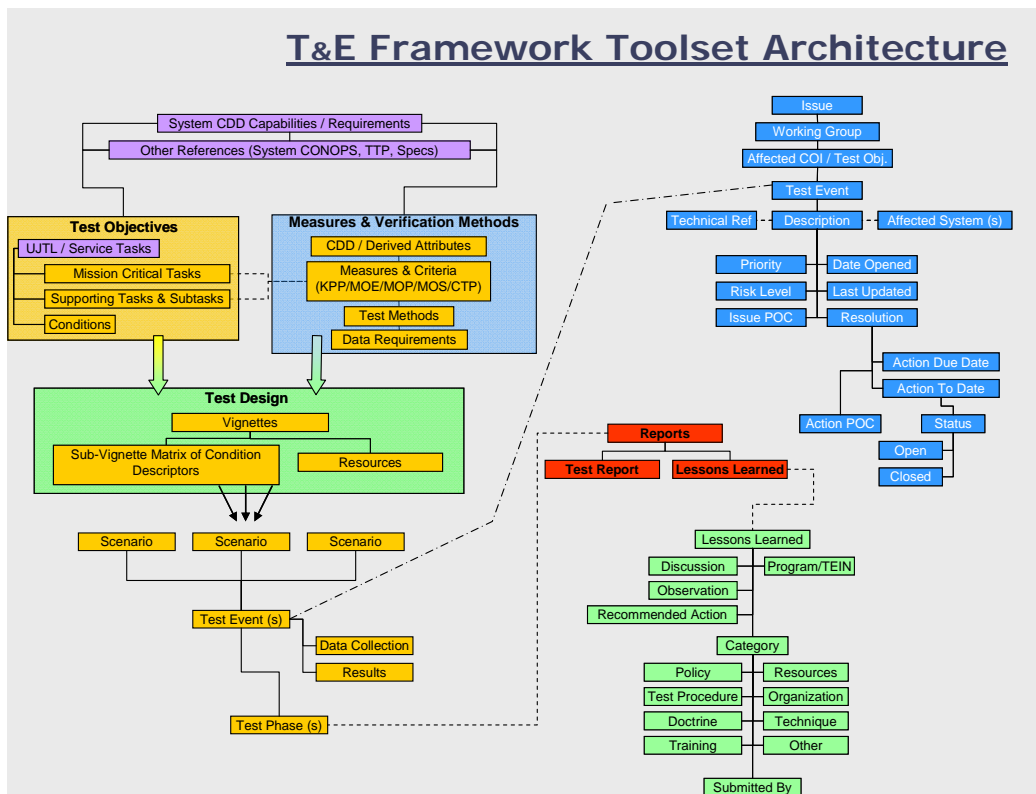 T&E Framework Toolset Architecture
System CDD Capabilities / Requirements
Other References (System CONOPS, TTP, Specs)
Test Objectives
UJTL / Service Tasks
Mission Critical Tasks
Supporting Tasks & Subtasks
Conditions
Measures & Verification Methods
CDD / Derived Attributes
Measures & Criteria
(KPP/MOE/MOP/MOS/CTP)
Test Methods
Data Requirements
Test Design
Vignettes
Sub-Vignette Matrix of Condition
Descriptors
Resources
Scenario
Scenario
Scenario
Test Event (s)
Data Collection
Results
Test Phase (s)
Issue
Working Group
Affected COI / Test Obj.
Test Event
Technical Ref
Description
Affected System (s)
Priority
Date Opened
Risk Level
Last Updated
Issue POC
Resolution
Action Due Date
Action To Date
Action POC
Status
Open
Closed
Reports
Test Report
Lessons Learned
Lessons Learned
Discussion
Program/TEIN
Observation
Recommended Action
Category
Policy
Resources
Test Procedure
Organization
Doctrine
Technique
Training
Other
Submitted By